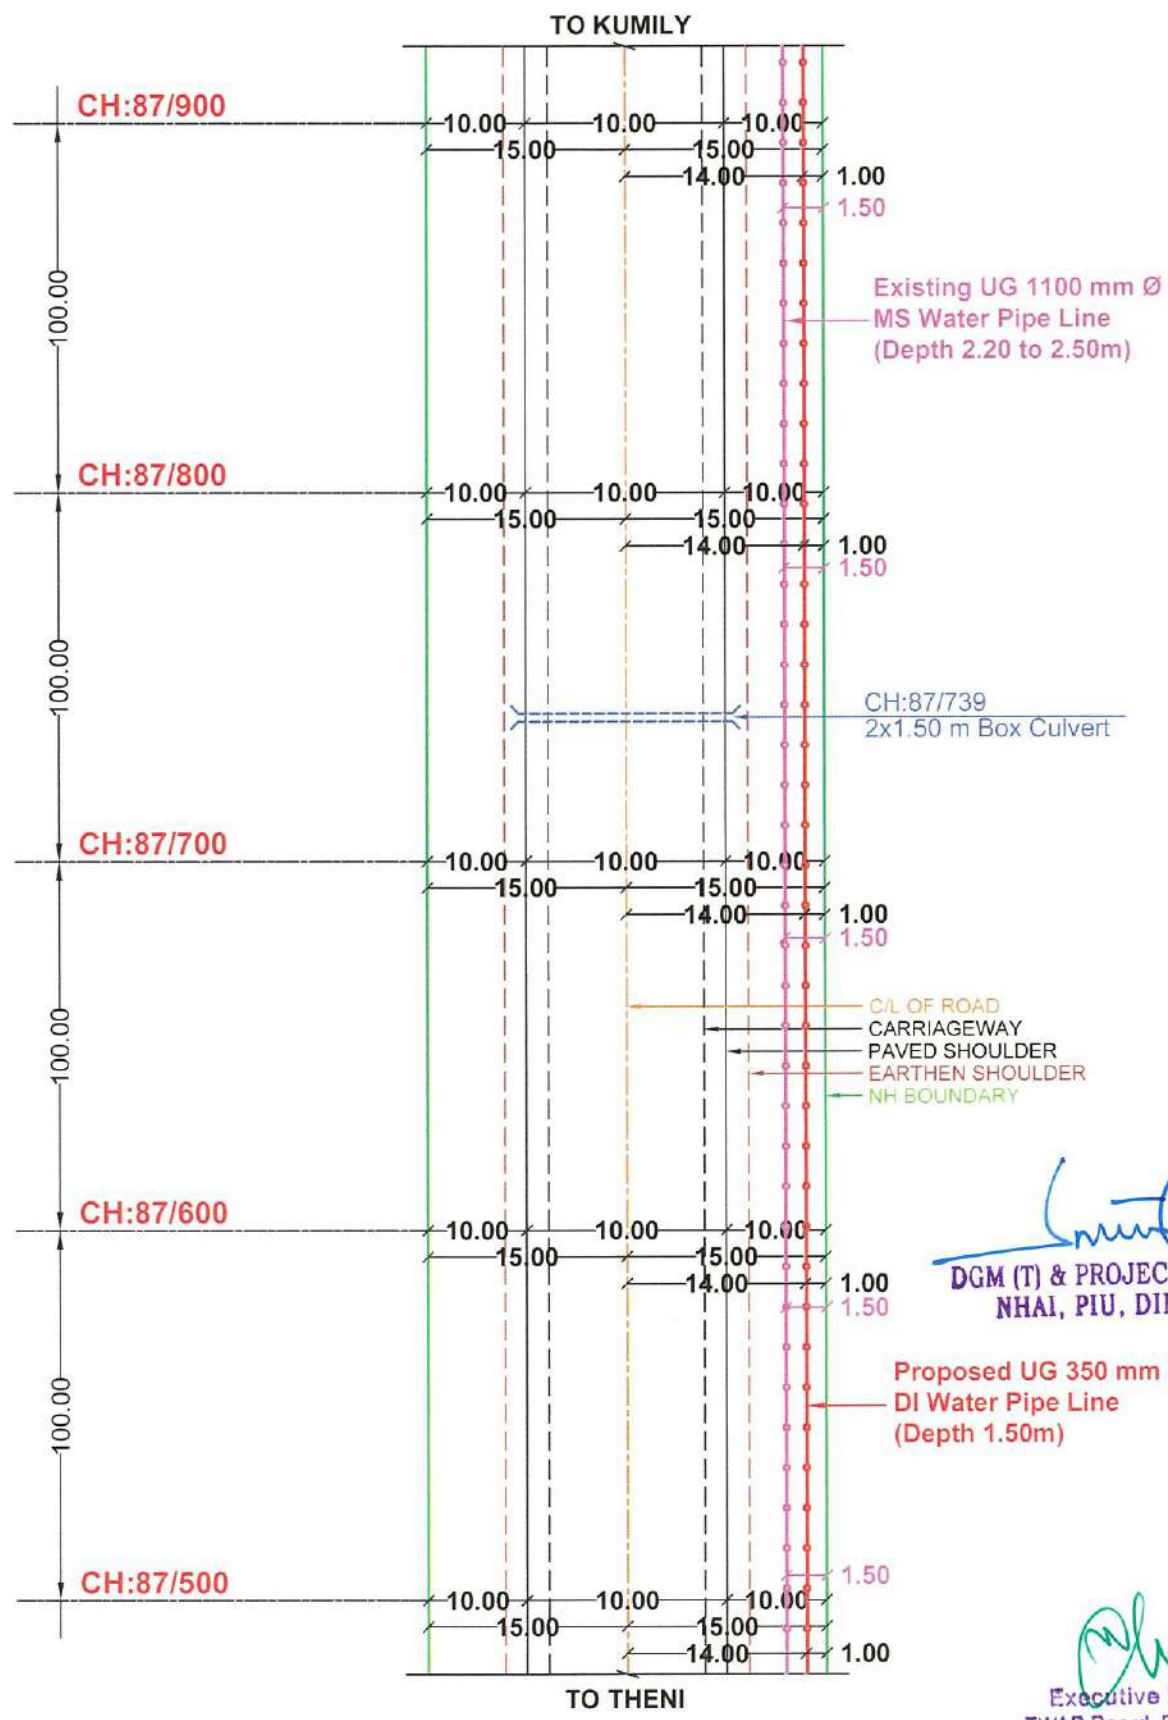 TO KUMILY
CH:87/900
10.00 10.00 10.00
15.00 15.00
14.00 1.00
1.50
100.00
Existing UG 1100 mm Ø
MS Water Pipe Line
(Depth 2.20 to 2.50m)
CH:87/800
10.00 10.00 10.00
15.00 15.00
14.00 1.00
1.50
100.00
CH:87/739
2x1.50 m Box Culvert
CH:87/700
10.00 10.00 10.00
15.00 15.00
14.00 1.00
1.50
100.00
C/L OF ROAD
CARRIAGEWAY
PAVED SHOULDER
EARTHEN SHOULDER
NH BOUNDARY
CH:87/600
10.00 10.00 10.00
15.00 15.00
14.00 1.00
1.50
DGM (T) & PROJEC
NHAI, PIU, DI
Proposed UG 350 mm
DI Water Pipe Line
(Depth 1.50m)
100.00
1.50
CH:87/500
10.00 10.00 10.00
15.00 15.00
14.00 1.00
TO THENI
Executive